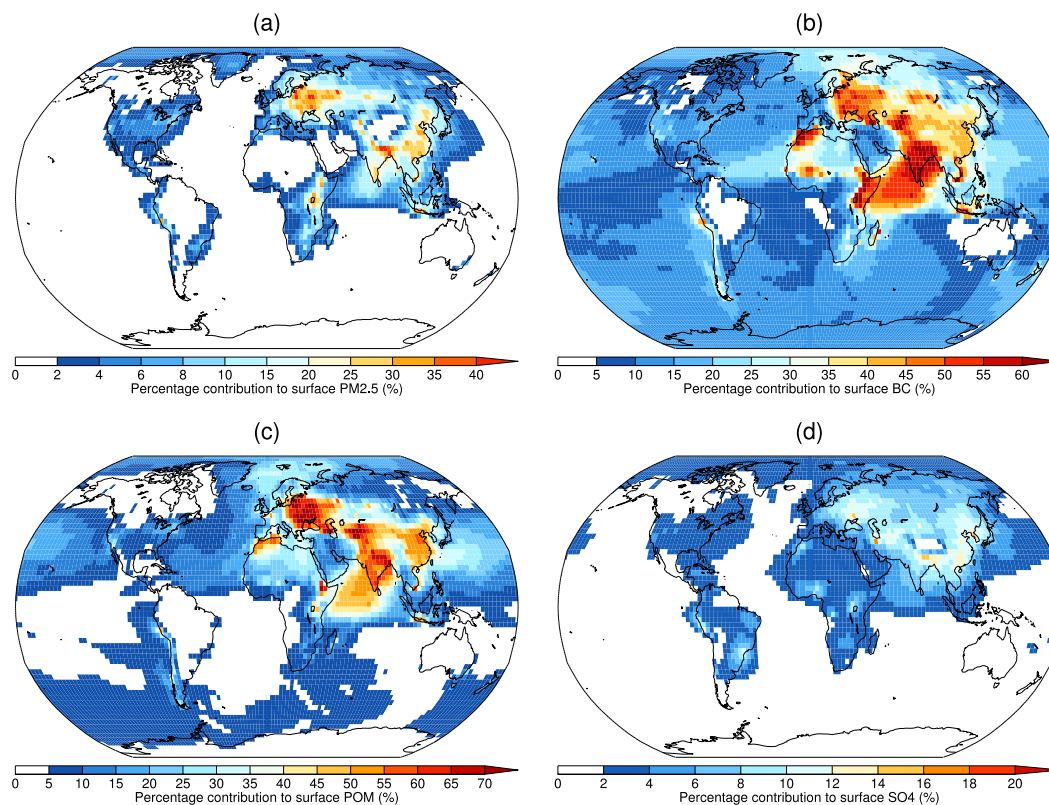 (a)
(b)
0 2 4 6 8 10 15 20 25 30 35 40
Percentage contribution to surface PM2.5 (%)
0 5 10 15 20 25 30 35 40 45 50 55 60
Percentage contribution to surface BC (%)
(c)
(d)
0 5 10 15 20 25 30 35 40 45 50 55 60 65 70
Percentage contribution to surface POM (%)
0 2 4 6 8 10 12 14 16 18 20
Percentage contribution to surface SO4 (%)